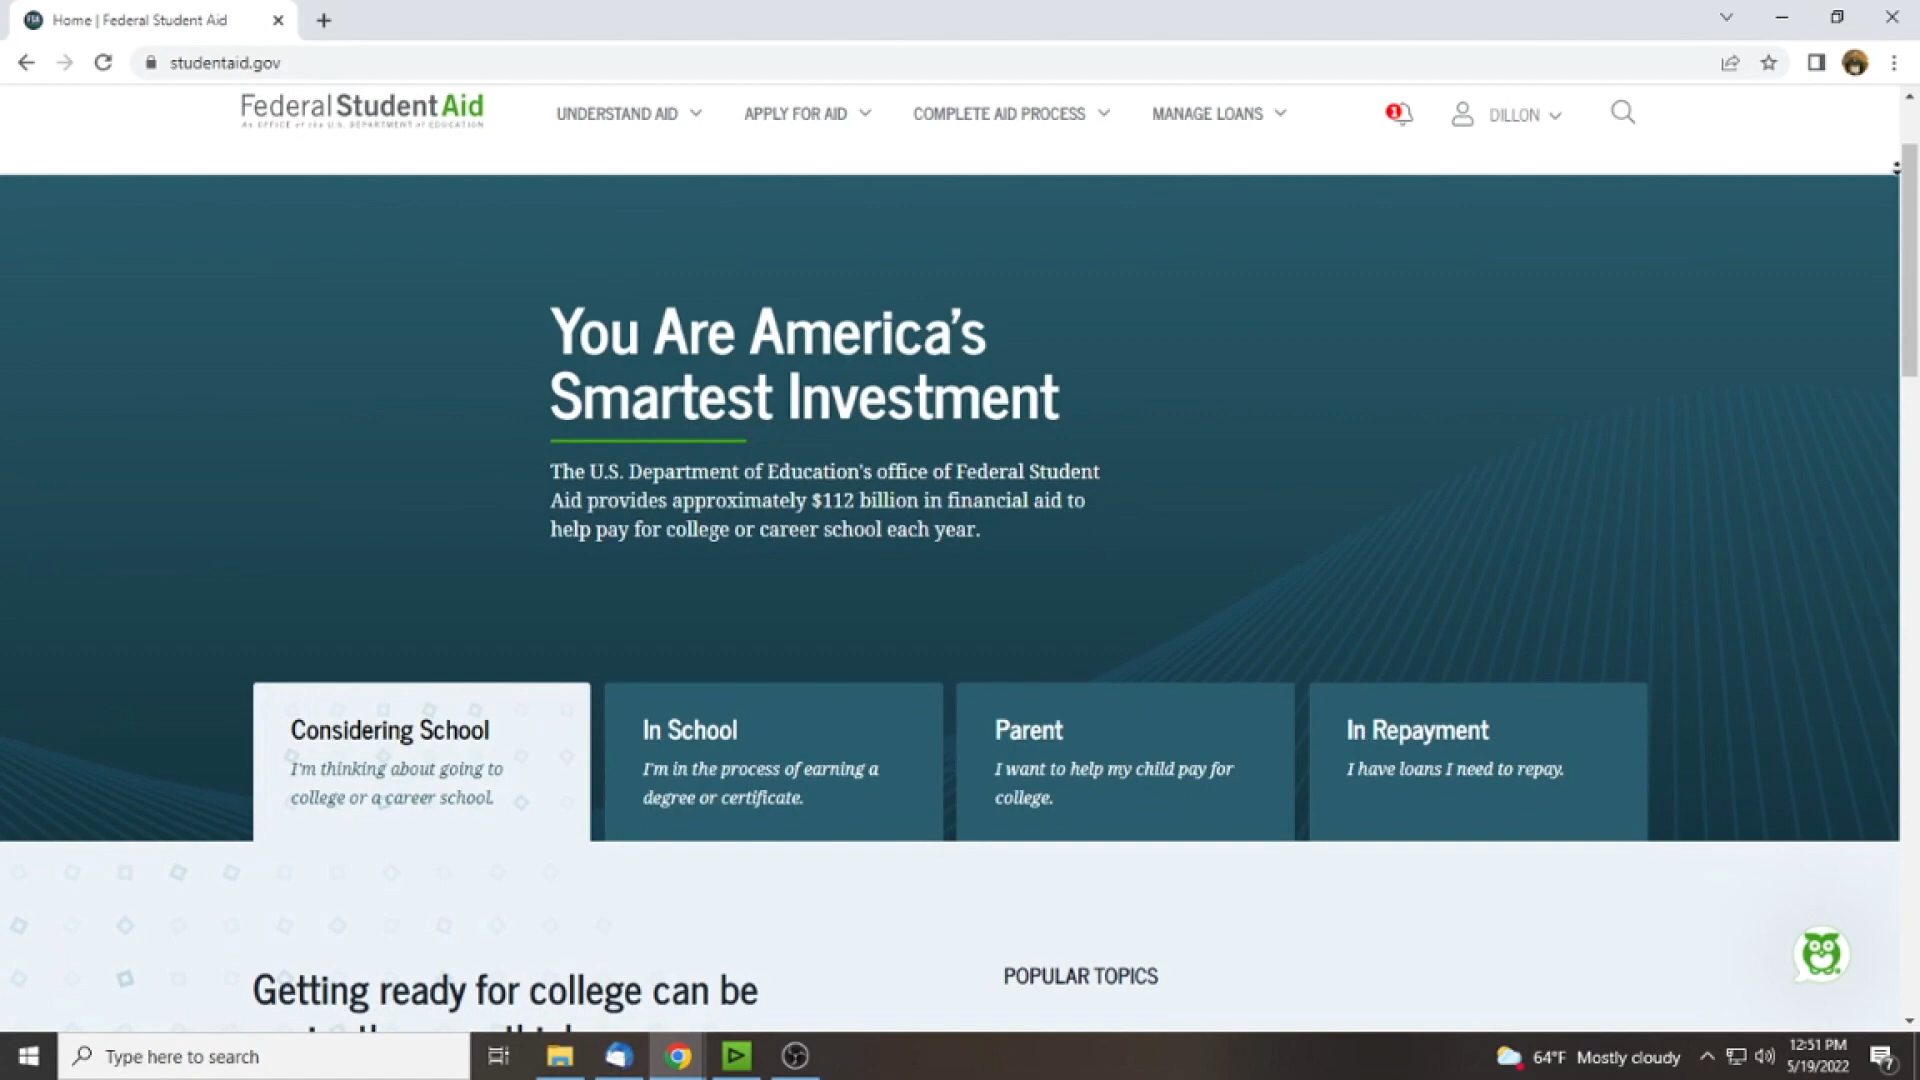 Home | Federal Student Aid
studentaid.gov
Federal Student Aid
An OFFICE of the U.S. DEPARTMENT of EDUCATION
UNDERSTAND AID
APPLY FOR AID
COMPLETE AID PROCESS
MANAGE LOANS
1
DILLON
You Are America's
Smartest Investment
The U.S. Department of Education's office of Federal Student
Aid provides approximately $112 billion in financial aid to
help pay for college or career school each year.
Considering School
I'm thinking about going to
college or a career school.
In School
I'm in the process of earning a
degree or certificate.
Parent
I want to help my child pay for
college.
In Repayment
I have loans I need to repay.
Getting ready for college can be
POPULAR TOPICS
Type here to search
64°F Mostly cloudy
12:51 PM
5/19/2022
7